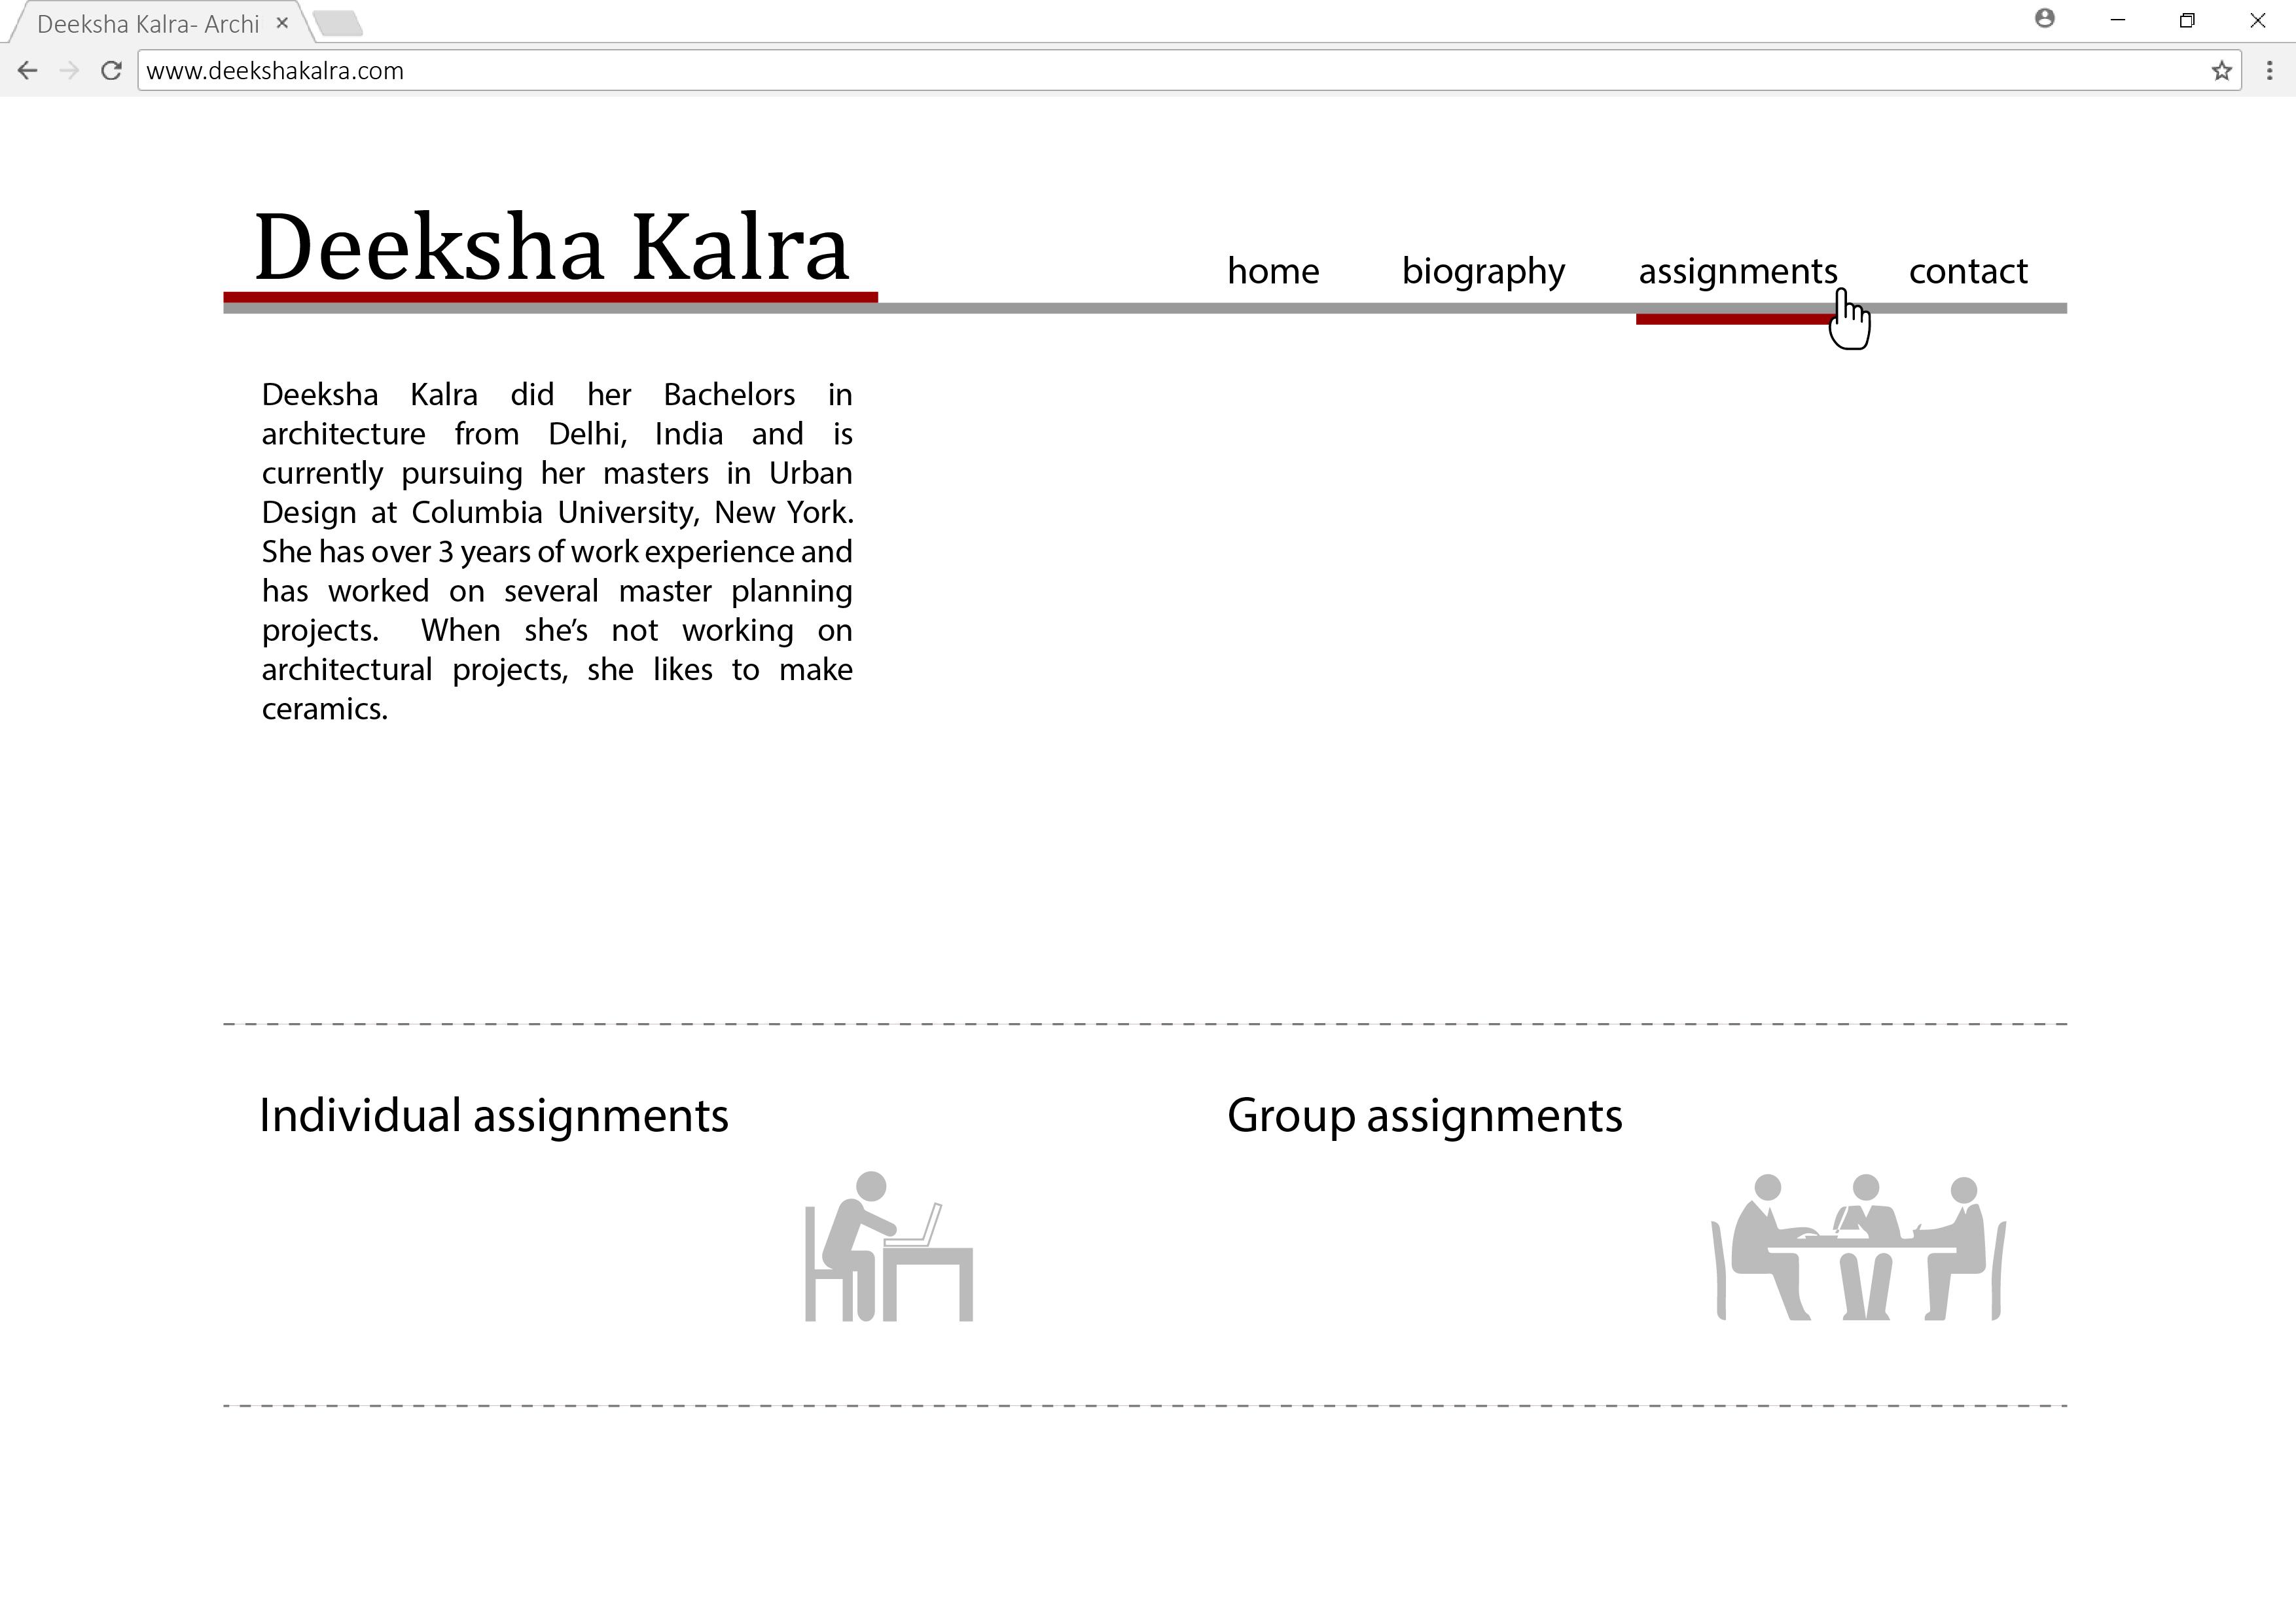 Deeksha Kalra- Archi
www.deekshakalra.com
Deeksha Kalra
home biography assignments contact
Deeksha Kalra did her Bachelors in
architecture from Delhi, India and is
currently pursuing her masters in Urban
Design at Columbia University, New York.
She has over 3 years of work experience and
has worked on several master planning
projects. When she’s not working on
architectural projects, she likes to make
ceramics.
Individual assignments
Group assignments